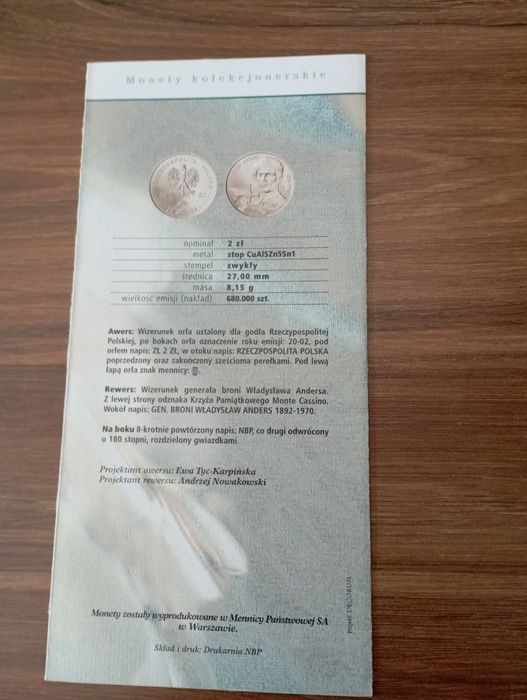 Monety kolekcjonerskie
nominał 2 zł
metal stop CuAl5Zn5Sn1
stempel zwykły
średnica 27,00 mm
masa 8,15 g
wielkość emisji (nakład) 680.000 szt.
Awers: Wizerunek orła ustalony dla godła Rzeczypospolitej
Polskiej, po bokach orła oznaczenie roku emisji: 20-02, pod
orłem napis: ZŁ 2 ZŁ, w otoku napis: RZECZPOSPOLITA POLSKA
poprzedzony oraz zakończony sześcioma perełkami. Pod lewą
łapą orła znak mennicy: .
Rewers: Wizerunek generała broni Władysława Andersa.
Z lewej strony odznaka Krzyża Pamiątkowego Monte Cassino.
Wokół napis: GEN. BRONI WŁADYSŁAW ANDERS 1892-1970.
Na boku 8-krotnie powtórzony napis: NBP, co drugi odwrócony
o 180 stopni, rozdzielony gwiazdkami.
Projektant awersu: Ewa Tyc-Karpińska
Projektant rewersu: Andrzej Nowakowski
Projekt: DECORUM
Monety zostały wyprodukowane w Mennicy Państwowej SA
w Warszawie.
Skład i druk: Drukarnia NBP